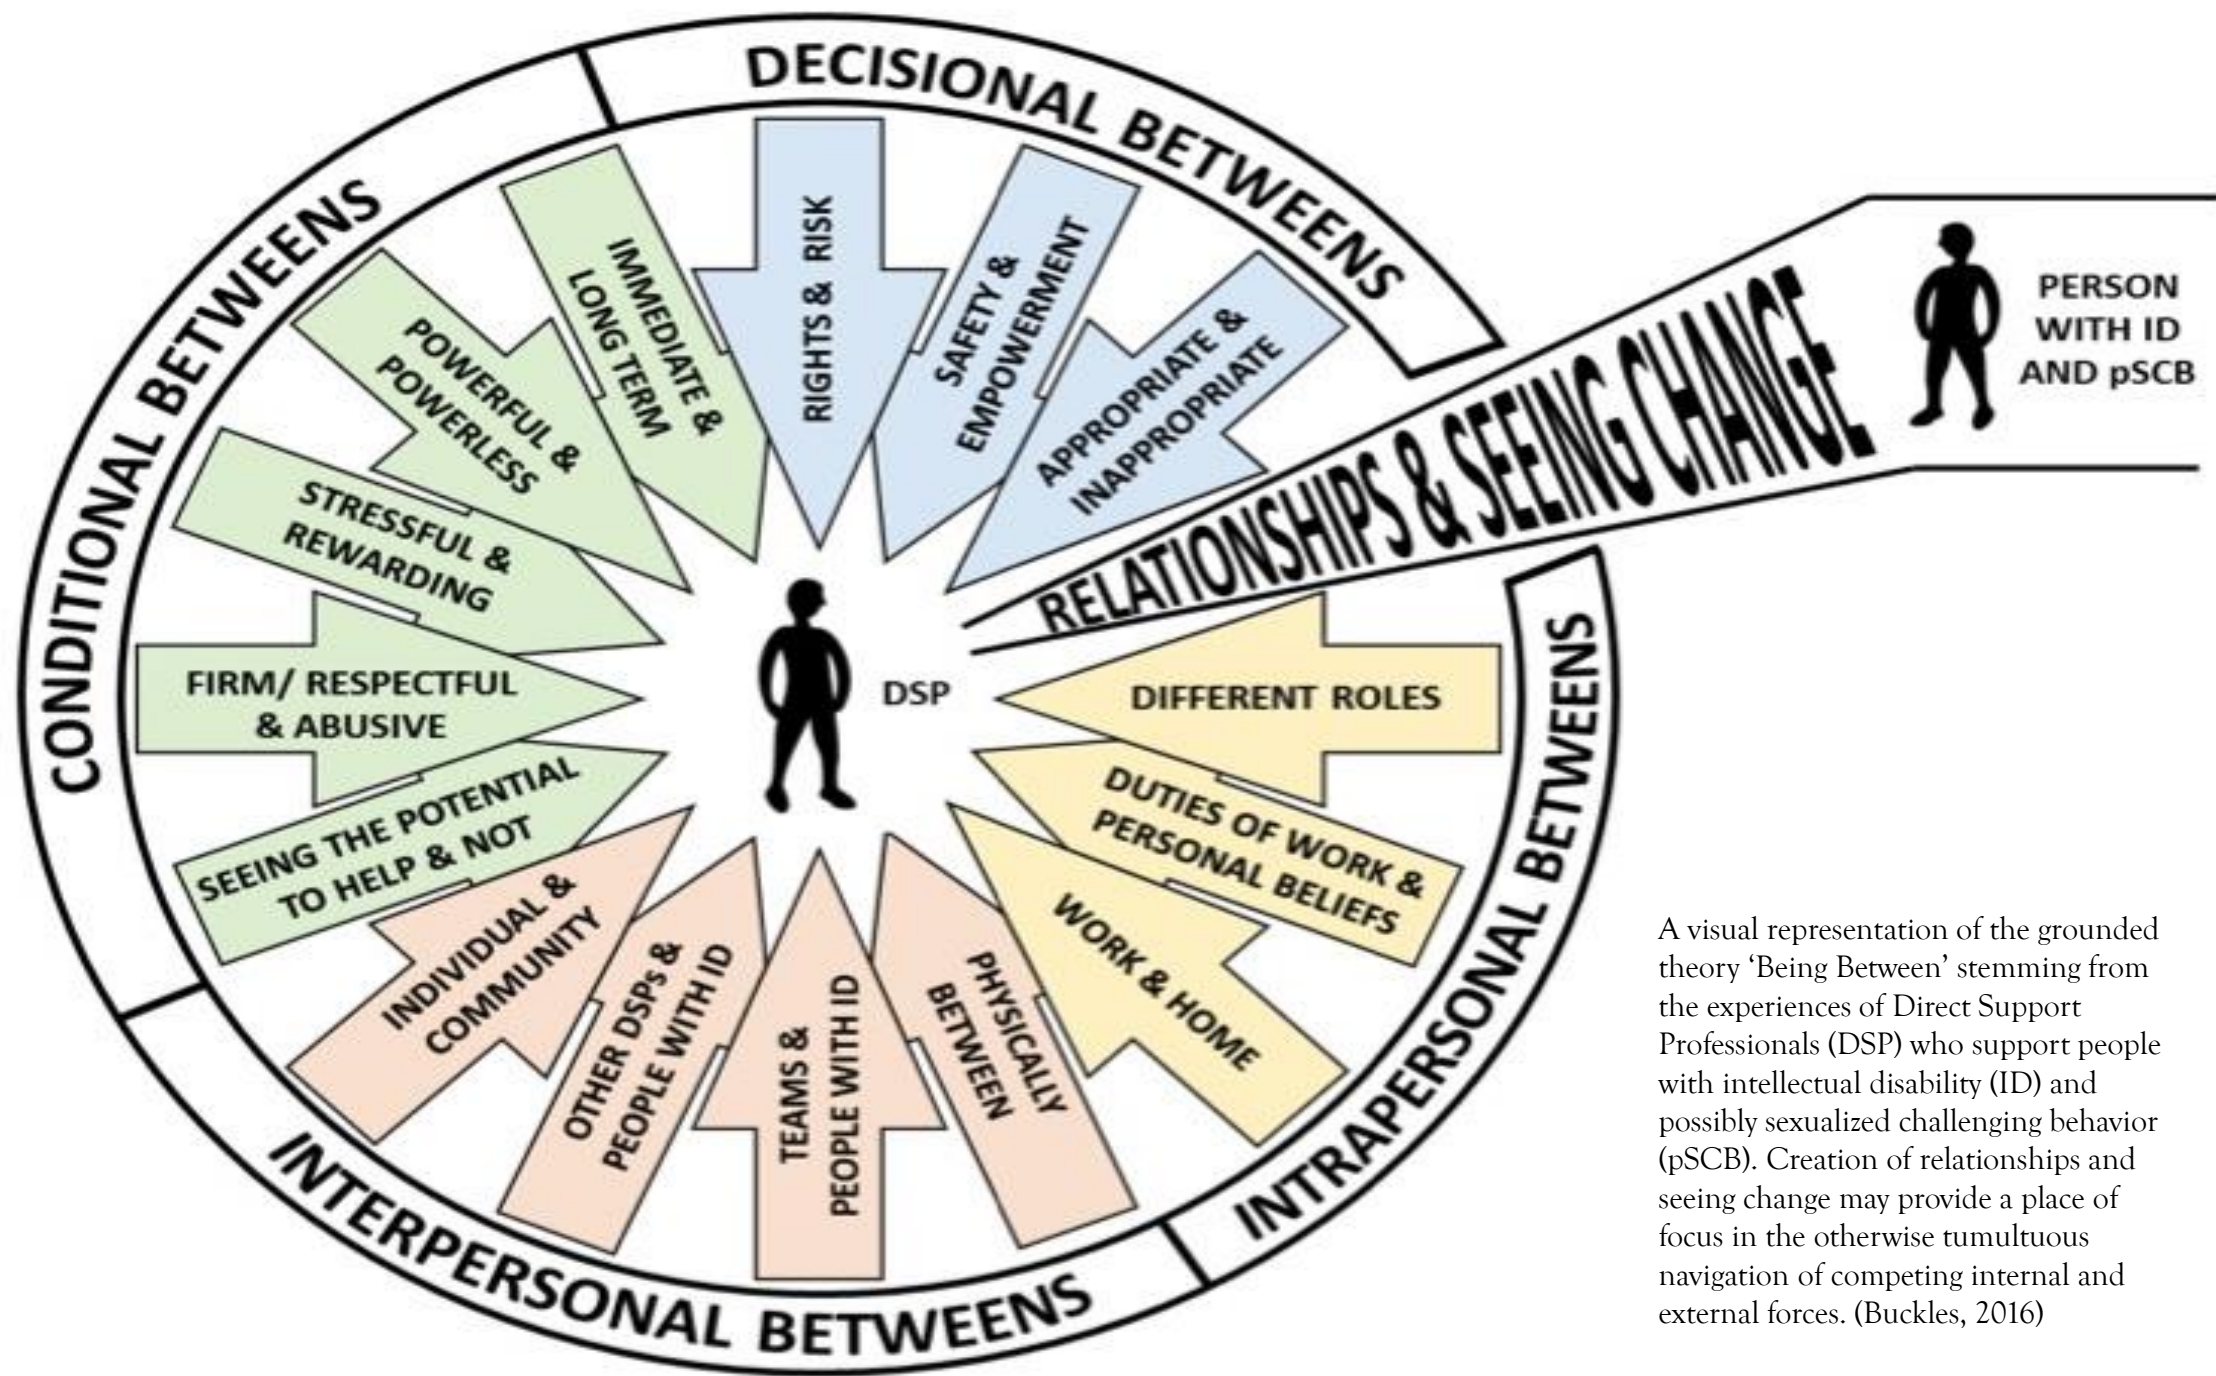 DECISIONAL BETWEENS
RIGHTS & RISK
SAFETY &
EMPOWERMENT
APPROPRIATE &
INAPPROPRIATE
RELATIONSHIPS & SEEING CHANGE
PERSON
WITH ID
AND pSCB
CONDITIONAL BETWEENS
IMMEDIATE &
LONG TERM
POWERFUL &
POWERLESS
STRESSFUL &
REWARDING
FIRM/ RESPECTFUL
& ABUSIVE
SEEING THE POTENTIAL
TO HELP & NOT
DSP
INTRAPERSONAL BETWEENS
DIFFERENT ROLES
DUTIES OF WORK &
PERSONAL BELIEFS
WORK & HOME
INTERPERSONAL BETWEENS
INDIVIDUAL &
COMMUNITY
OTHER DSPs &
PEOPLE WITH ID
TEAMS &
PEOPLE WITH ID
PHYSICALLY
BETWEEN
A visual representation of the grounded
theory ‘Being Between’ stemming from
the experiences of Direct Support
Professionals (DSP) who support people
with intellectual disability (ID) and
possibly sexualized challenging behavior
(pSCB). Creation of relationships and
seeing change may provide a place of
focus in the otherwise tumultuous
navigation of competing internal and
external forces. (Buckles, 2016)